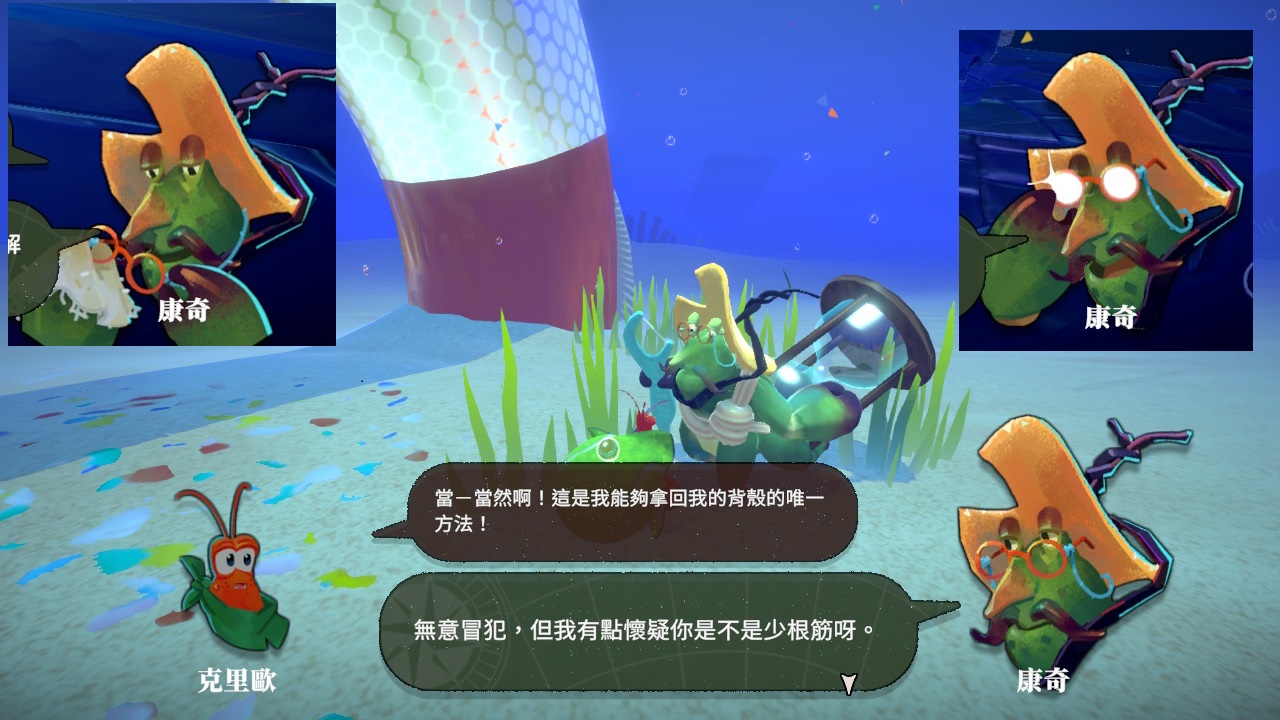 解
康奇
康奇
當－當然啊！這是我能夠拿回我的背殼的唯一
方法！
無意冒犯，但我有點懷疑你是不是少根筋呀。
克里歐
康奇